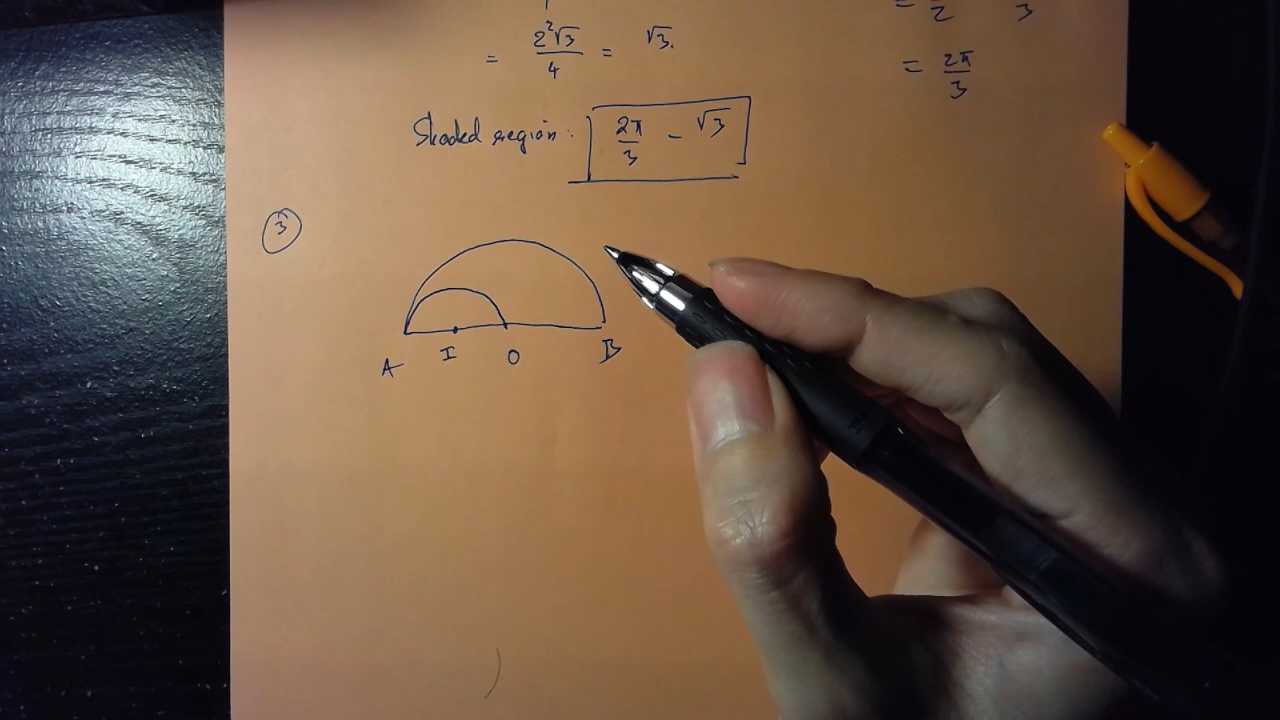 = 2²√3 / 4 = √3.
= 2π / 3
Shaded region: 2π / 3 - √3
3
A I O B